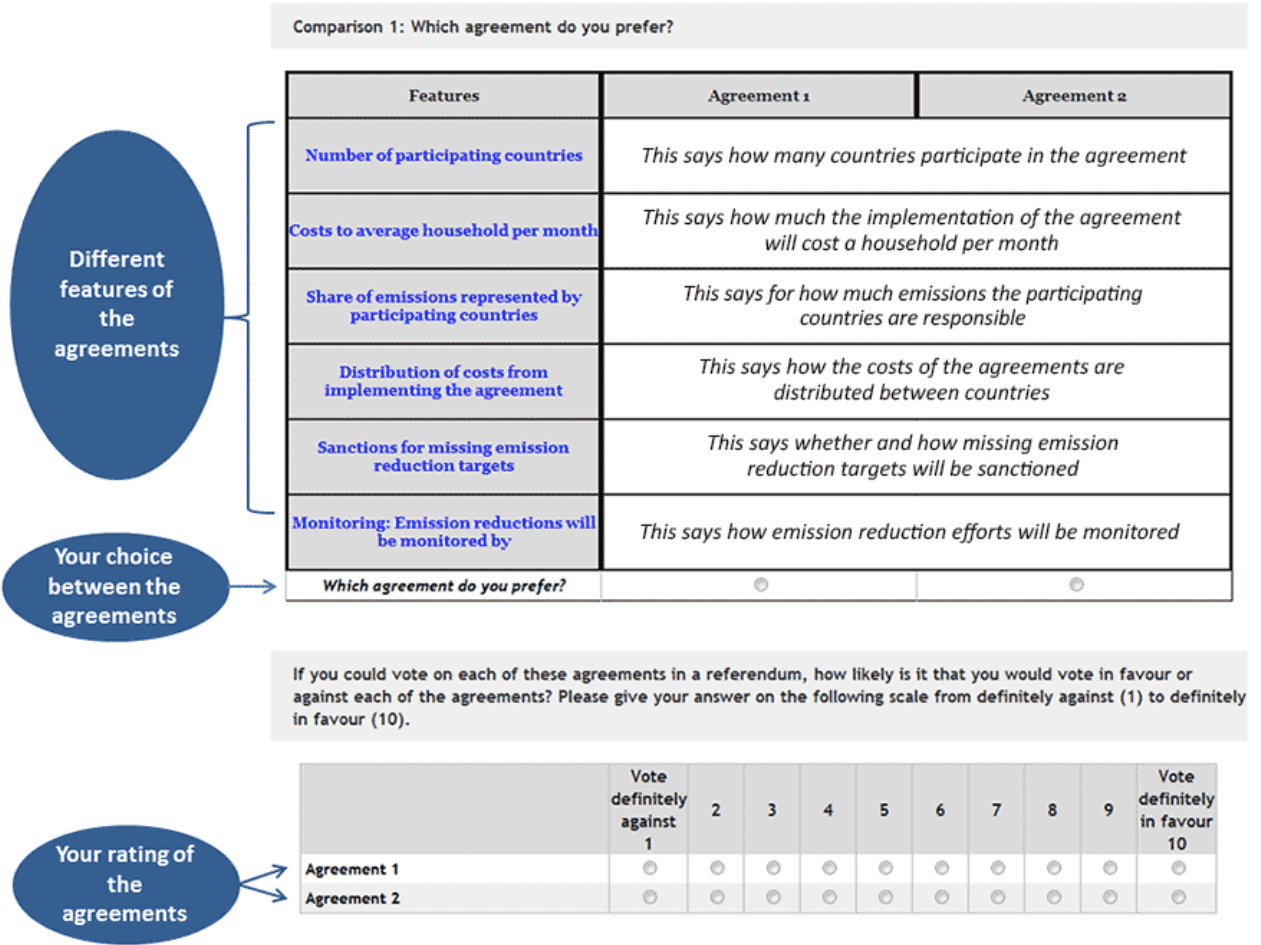 Comparison 1: Which agreement do you prefer?
Features Agreement 1 Agreement 2
Different
features of
the
agreements
Number of participating countries
This says how many countries participate in the agreement
Costs to average household per month
This says how much the implementation of the agreement
will cost a household per month
Share of emissions represented by
participating countries
This says for how much emissions the participating
countries are responsible
Distribution of costs from
implementing the agreement
This says how the costs of the agreements are
distributed between countries
Sanctions for missing emission
reduction targets
This says whether and how missing emission
reduction targets will be sanctioned
Monitoring: Emission reductions will
be monitored by
This says how emission reduction efforts will be monitored
Your choice
between the
agreements
Which agreement do you prefer?
If you could vote on each of these agreements in a referendum, how likely is it that you would vote in favour or
against each of the agreements? Please give your answer on the following scale from definitely against (1) to definitely
in favour (10).
Vote
definitely
against
1
2 3 4 5 6 7 8 9
Vote
definitely
in favour
10
Your rating of
the
agreements
Agreement 1
Agreement 2